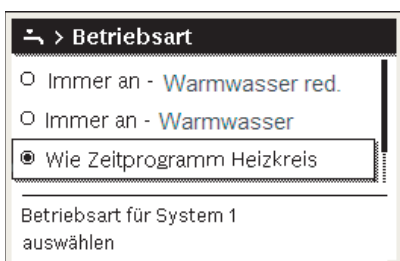 > Betriebsart
Immer an - Warmwasser red.
Immer an - Warmwasser
Wie Zeitprogramm Heizkreis
Betriebsart für System 1
auswählen